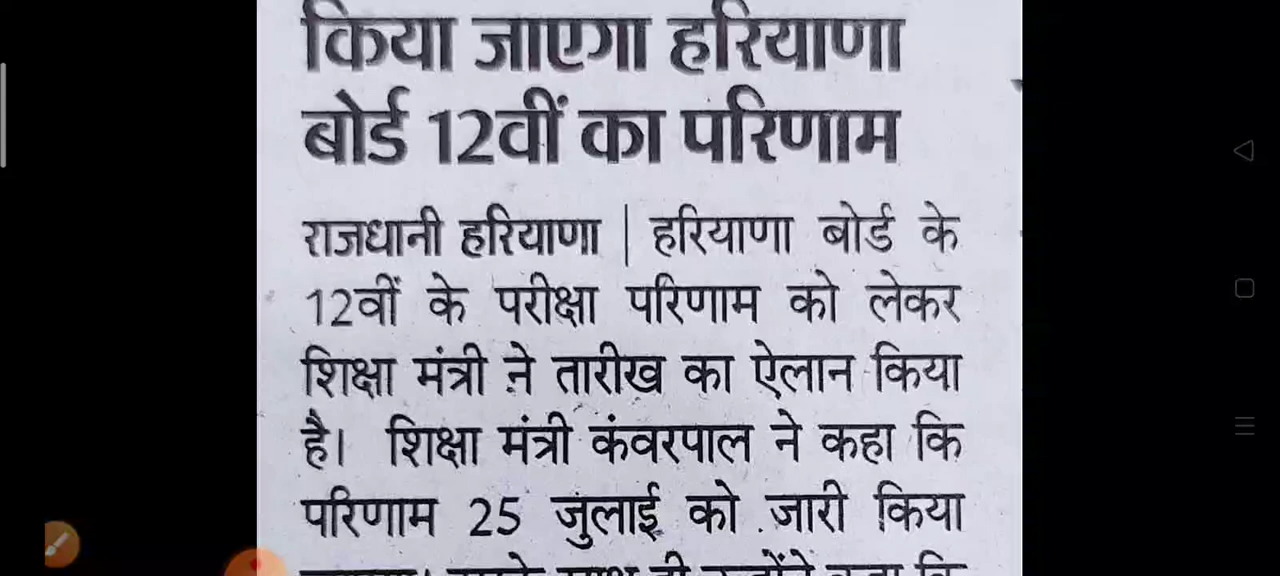 किया जाएगा हरियाणा
बोर्ड 12वीं का परिणाम
राजधानी हरियाणा | हरियाणा बोर्ड के
12वीं के परीक्षा परिणाम को लेकर
शिक्षा मंत्री ने तारीख का ऐलान किया
है। शिक्षा मंत्री कंवरपाल ने कहा कि
परिणाम 25 जुलाई को जारी किया